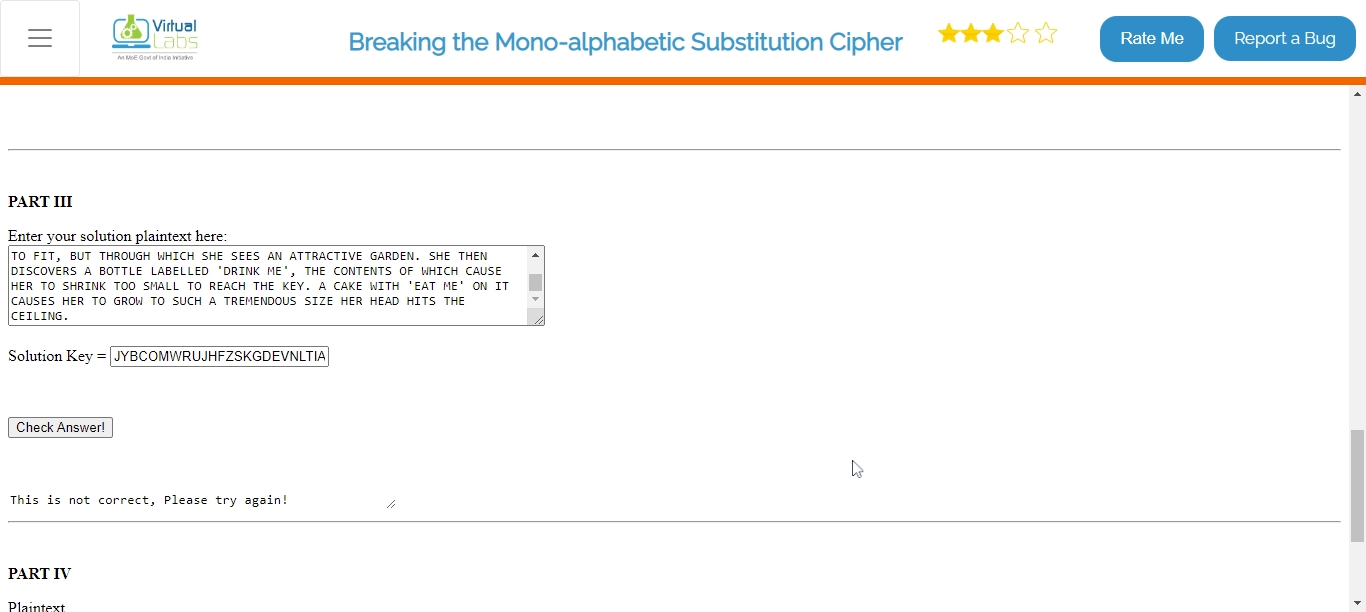 Virtual
Labs
An MoE Govt of India Initiative
Breaking the Mono-alphabetic Substitution Cipher
Rate Me
Report a Bug
PART III
Enter your solution plaintext here:
TO FIT, BUT THROUGH WHICH SHE SEES AN ATTRACTIVE GARDEN. SHE THEN
DISCOVERS A BOTTLE LABELLED 'DRINK ME', THE CONTENTS OF WHICH CAUSE
HER TO SHRINK TOO SMALL TO REACH THE KEY. A CAKE WITH 'EAT ME' ON IT
CAUSES HER TO GROW TO SUCH A TREMENDOUS SIZE HER HEAD HITS THE
CEILING.
Solution Key = JYBCOMWRUJHFZSKGDEVNLTIA
Check Answer!
This is not correct, Please try again!
PART IV
Plaintext